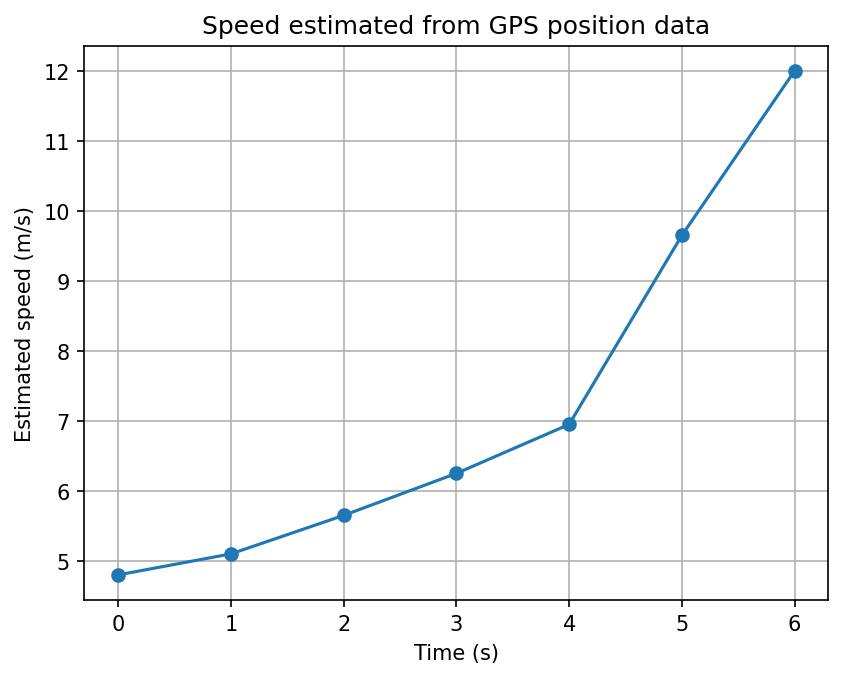 Speed estimated from GPS position data
Estimated speed (m/s)
12
11
10
9
8
7
6
5
0 1 2 3 4 5 6
Time (s)